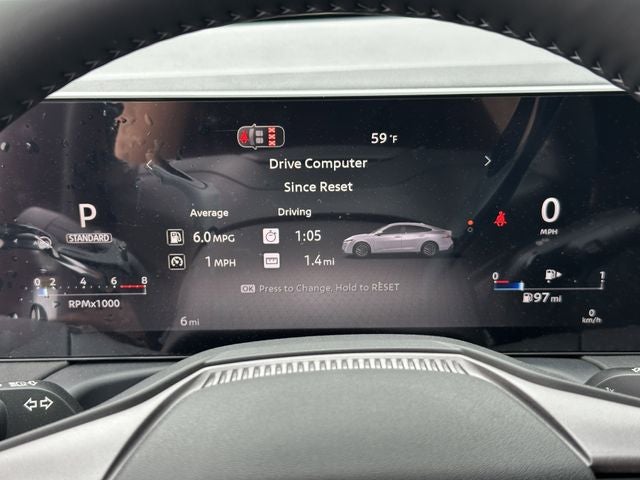 59°F
Drive Computer
Since Reset
Average Driving
6.0 MPG 1:05
1 MPH 1.4 mi
OK Press to Change, Hold to RESET
P
STANDARD
0 2 4 6 8
RPMx1000
6 mi
0
MPH
0 1
97 mi
0
km/h